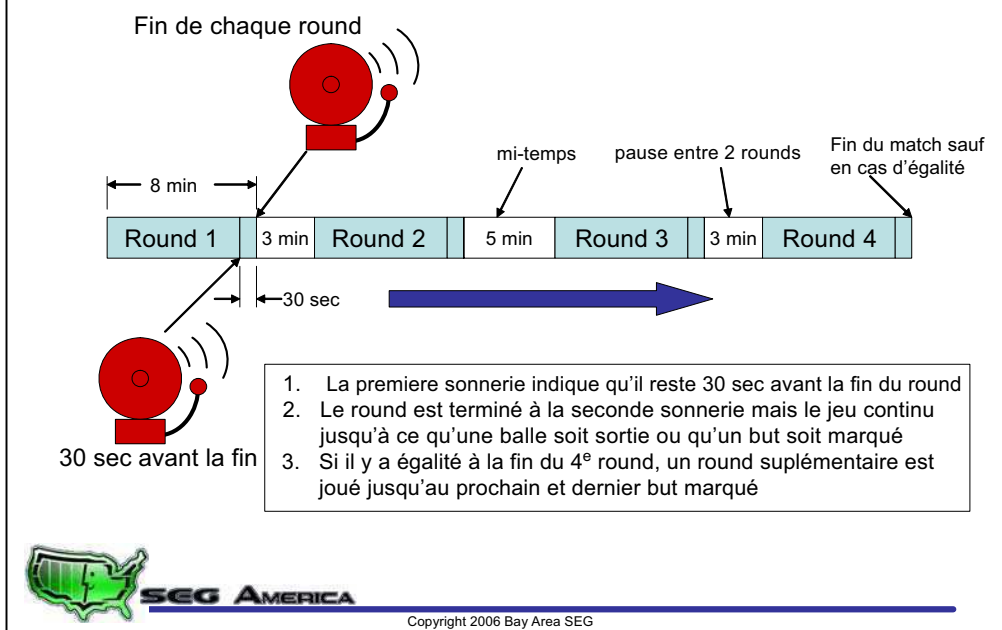 Fin de chaque round
mi-temps
pause entre 2 rounds
Fin du match sauf
en cas d'égalité
8 min
Round 1
3 min
Round 2
5 min
Round 3
3 min
Round 4
30 sec
30 sec avant la fin
1. La premiere sonnerie indique qu'il reste 30 sec avant la fin du round
2. Le round est terminé à la seconde sonnerie mais le jeu continu
jusqu'à ce qu'une balle soit sortie ou qu'un but soit marqué
3. Si il y a égalité à la fin du 4e round, un round suplémentaire est
joué jusqu'au prochain et dernier but marqué
SEG AMERICA
Copyright 2006 Bay Area SEG